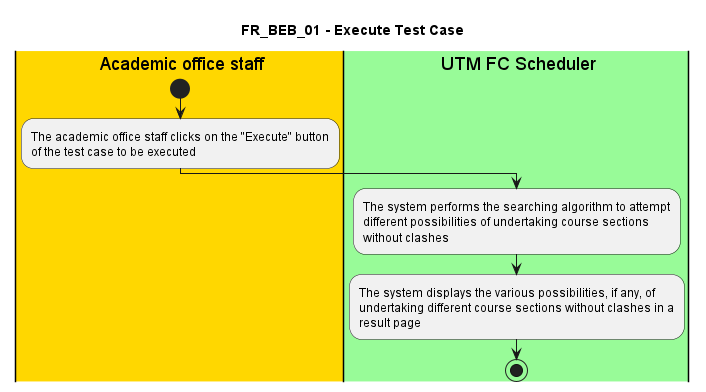 FR_BEB_01 - Execute Test Case
Academic office staff
UTM FC Scheduler
The academic office staff clicks on the "Execute" button
of the test case to be executed
The system performs the searching algorithm to attempt
different possibilities of undertaking course sections
without clashes
The system displays the various possibilities, if any, of
undertaking different course sections without clashes in a
result page